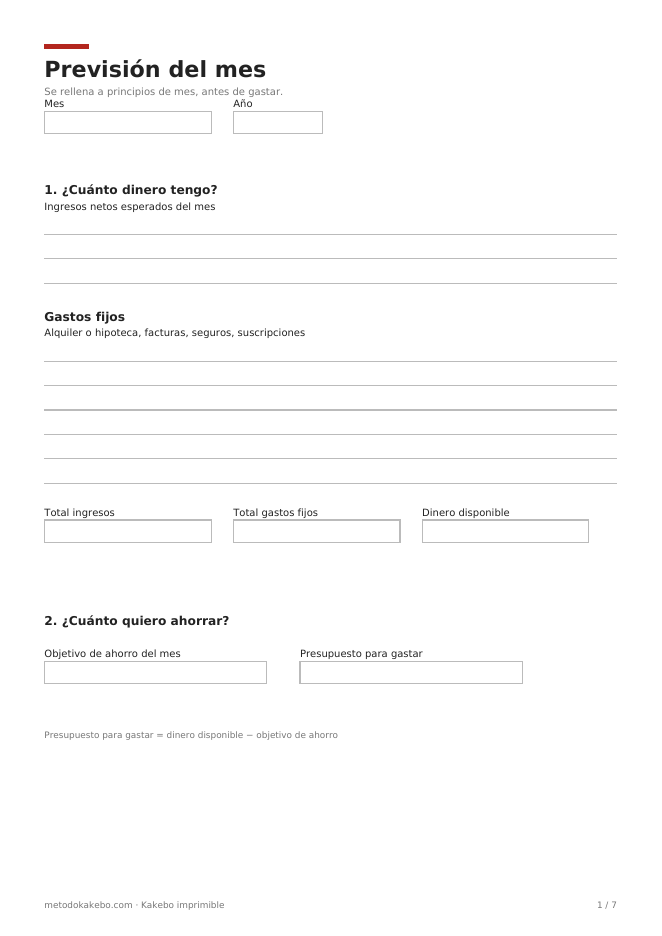 Previsión del mes
Se rellena a principios de mes, antes de gastar.
Mes Año
1. ¿Cuánto dinero tengo?
Ingresos netos esperados del mes
Gastos fijos
Alquiler o hipoteca, facturas, seguros, suscripciones
Total ingresos Total gastos fijos Dinero disponible
2. ¿Cuánto quiero ahorrar?
Objetivo de ahorro del mes Presupuesto para gastar
Presupuesto para gastar = dinero disponible − objetivo de ahorro
metodokakebo.com · Kakebo imprimible 1 / 7